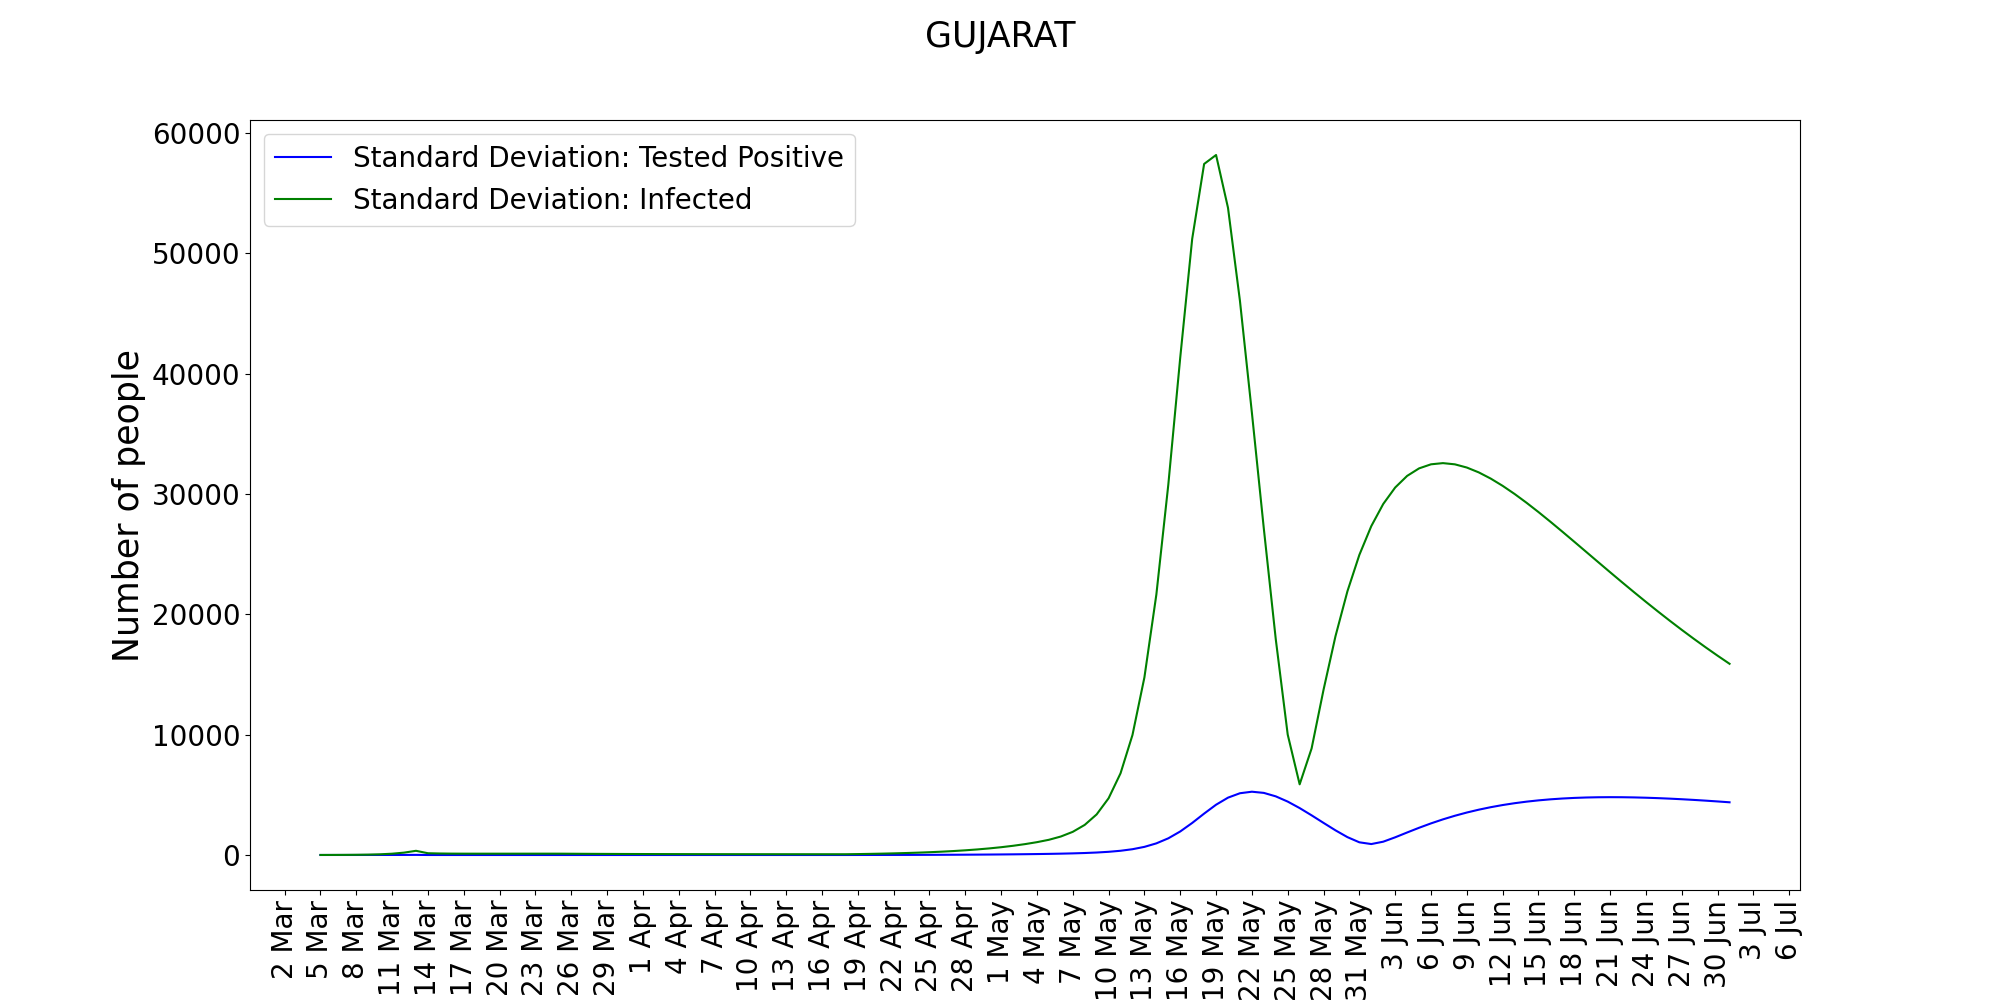 GUJARAT
60000
50000
40000
30000
20000
10000
0
Number of people
Standard Deviation: Tested Positive
Standard Deviation: Infected
2 Mar
5 Mar
8 Mar
11 Mar
14 Mar
17 Mar
20 Mar
23 Mar
26 Mar
29 Mar
1 Apr
4 Apr
7 Apr
10 Apr
13 Apr
16 Apr
19 Apr
22 Apr
25 Apr
28 Apr
1 May
4 May
7 May
10 May
13 May
16 May
19 May
22 May
25 May
28 May
31 May
3 Jun
6 Jun
9 Jun
12 Jun
15 Jun
18 Jun
21 Jun
24 Jun
27 Jun
30 Jun
3 Jul
6 Jul